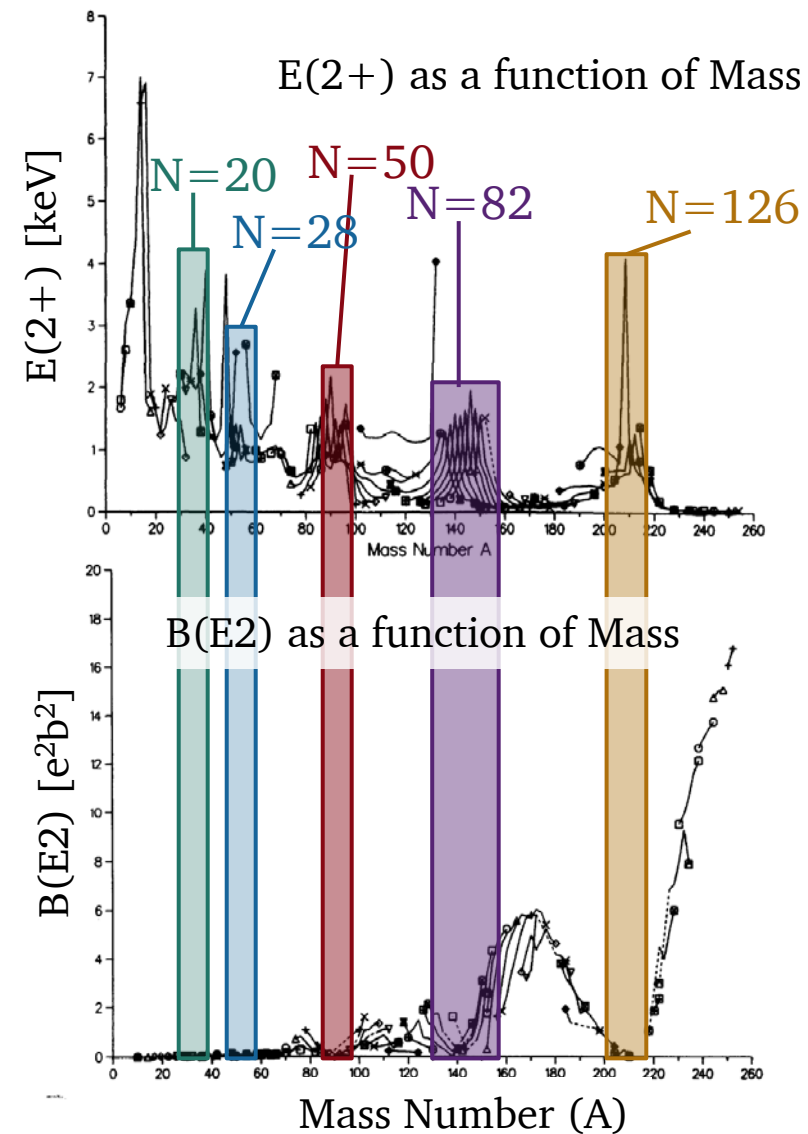 E(2+) as a function of Mass
E(2+) [keV]
8
7
6
5
4
3
2
1
0
N=20
N=28
N=50
N=82
N=126
0 20 40 60 80 100 120 140 160 180 200 220 240 260
Mass Number A
B(E2) as a function of Mass
B(E2) [e²b²]
20
18
16
14
12
10
8
6
4
2
0
0 20 40 60 80 100 120 140 160 180 200 220 240 260
Mass Number (A)